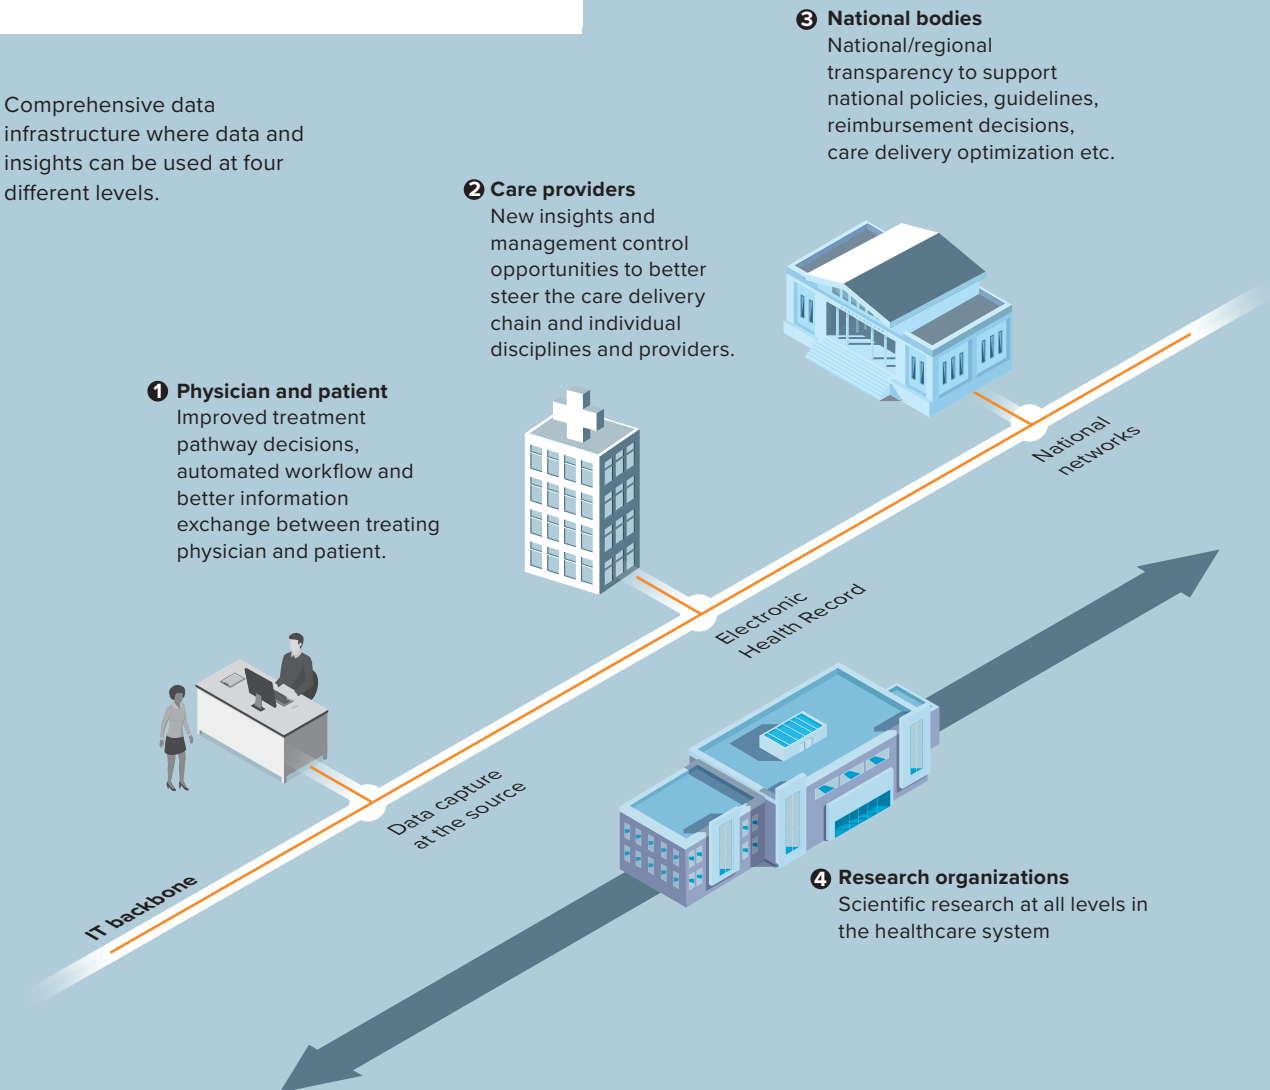 Comprehensive data
infrastructure where data and
insights can be used at four
different levels.
1 Physician and patient
Improved treatment
pathway decisions,
automated workflow and
better information
exchange between treating
physician and patient.
2 Care providers
New insights and
management control
opportunities to better
steer the care delivery
chain and individual
disciplines and providers.
3 National bodies
National/regional
transparency to support
national policies, guidelines,
reimbursement decisions,
care delivery optimization etc.
IT backbone
Data capture
at the source
Electronic
Health Record
National
networks
4 Research organizations
Scientific research at all levels in
the healthcare system